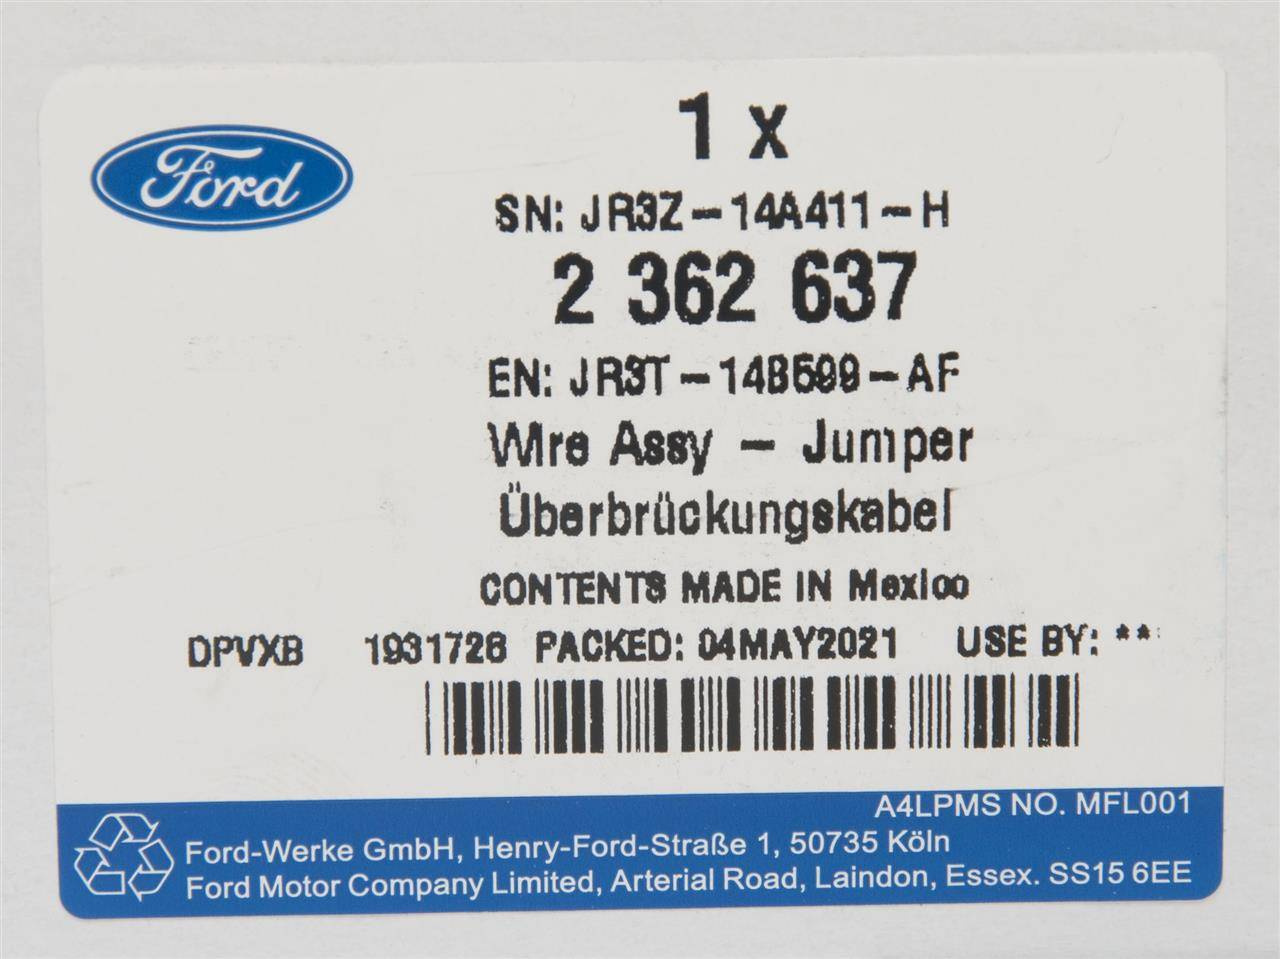 Ford
1 x
SN: JR3Z-14A411-H
2 362 637
EN: JR3T-14B599-AF
Wire Assy - Jumper
Überbrückungskabel
CONTENTS MADE IN Mexico
DPVXB 1931726 PACKED: 04MAY2021 USE BY: **
A4LPMS NO. MFL001
Ford-Werke GmbH, Henry-Ford-Straße 1, 50735 Köln
Ford Motor Company Limited, Arterial Road, Laindon, Essex. SS15 6EE